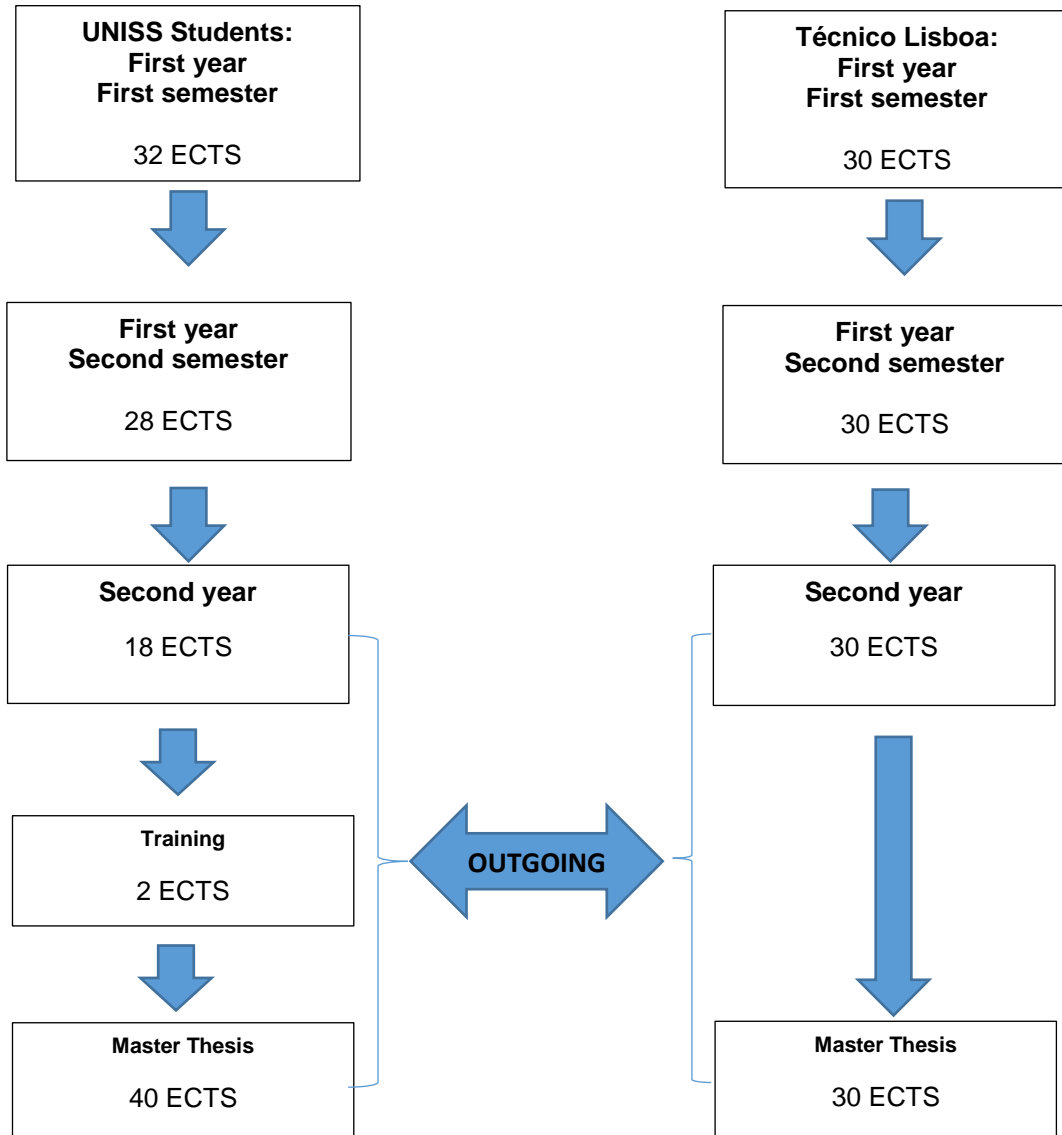 UNISS Students:
First year
First semester
32 ECTS
First year
Second semester
28 ECTS
Second year
18 ECTS
Training
2 ECTS
Master Thesis
40 ECTS
OUTGOING
Técnico Lisboa:
First year
First semester
30 ECTS
First year
Second semester
30 ECTS
Second year
30 ECTS
Master Thesis
30 ECTS